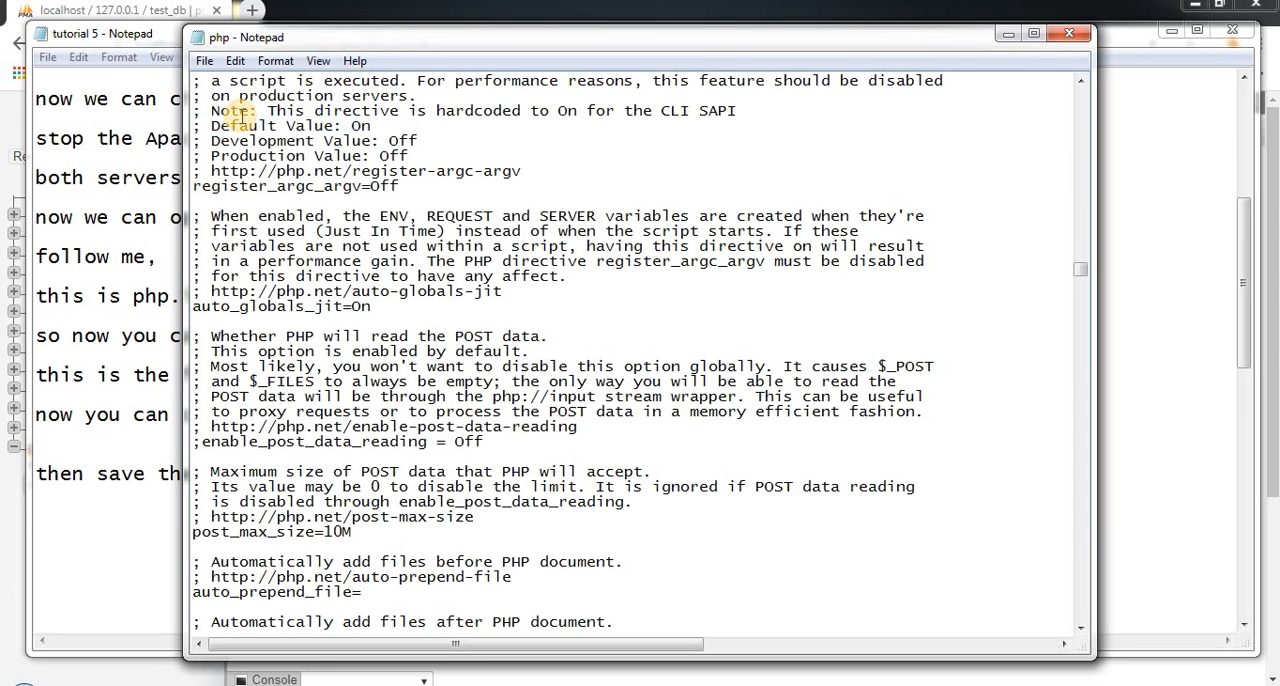 localhost / 127.0.0.1 / test_db | p
tutorial 5 - Notepad
File Edit Format View
now we can c
stop the Apa
both servers
now we can o
follow me,
this is php.
so now you c
this is the
now you can
then save th
php - Notepad
File Edit Format View Help
; a script is executed. For performance reasons, this feature should be disabled
; on production servers.
; Note: This directive is hardcoded to On for the CLI SAPI
; Default Value: On
; Development Value: Off
; Production Value: Off
; http://php.net/register-argc-argv
register_argc_argv=Off
; When enabled, the ENV, REQUEST and SERVER variables are created when they're
; first used (Just In Time) instead of when the script starts. If these
; variables are not used within a script, having this directive on will result
; in a performance gain. The PHP directive register_argc_argv must be disabled
; for this directive to have any affect.
; http://php.net/auto-globals-jit
auto_globals_jit=On
; Whether PHP will read the POST data.
; This option is enabled by default.
; Most likely, you won't want to disable this option globally. It causes $_POST
; and $_FILES to always be empty; the only way you will be able to read the
; POST data will be through the php://input stream wrapper. This can be useful
; to proxy requests or to process the POST data in a memory efficient fashion.
; http://php.net/enable-post-data-reading
;enable_post_data_reading = Off
; Maximum size of POST data that PHP will accept.
; Its value may be 0 to disable the limit. It is ignored if POST data reading
; is disabled through enable_post_data_reading.
; http://php.net/post-max-size
post_max_size=10M
; Automatically add files before PHP document.
; http://php.net/auto-prepend-file
auto_prepend_file=
; Automatically add files after PHP document.
Console